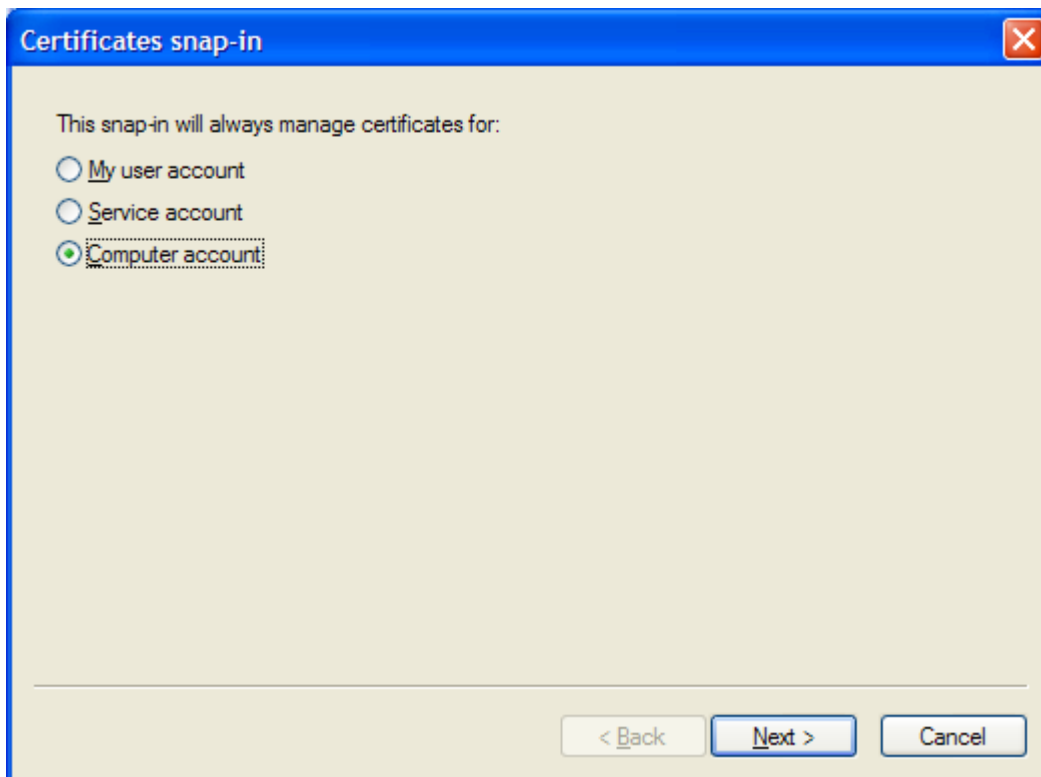 Certificates snap-in
This snap-in will always manage certificates for:
My user account
Service account
Computer account
< Back Next > Cancel